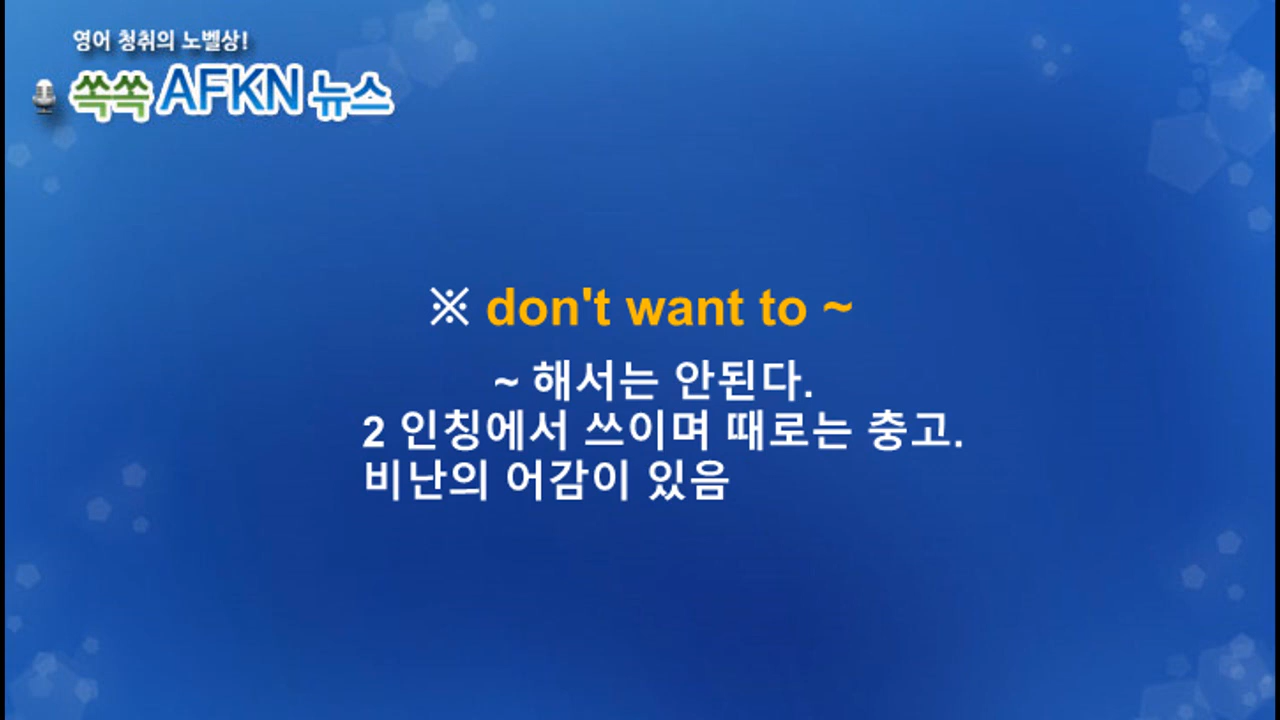 영어 청취의 노벨상!
쏙쏙 AFKN 뉴스
※ don't want to ~
~ 해서는 안된다.
2 인칭에서 쓰이며 때로는 충고.
비난의 어감이 있음